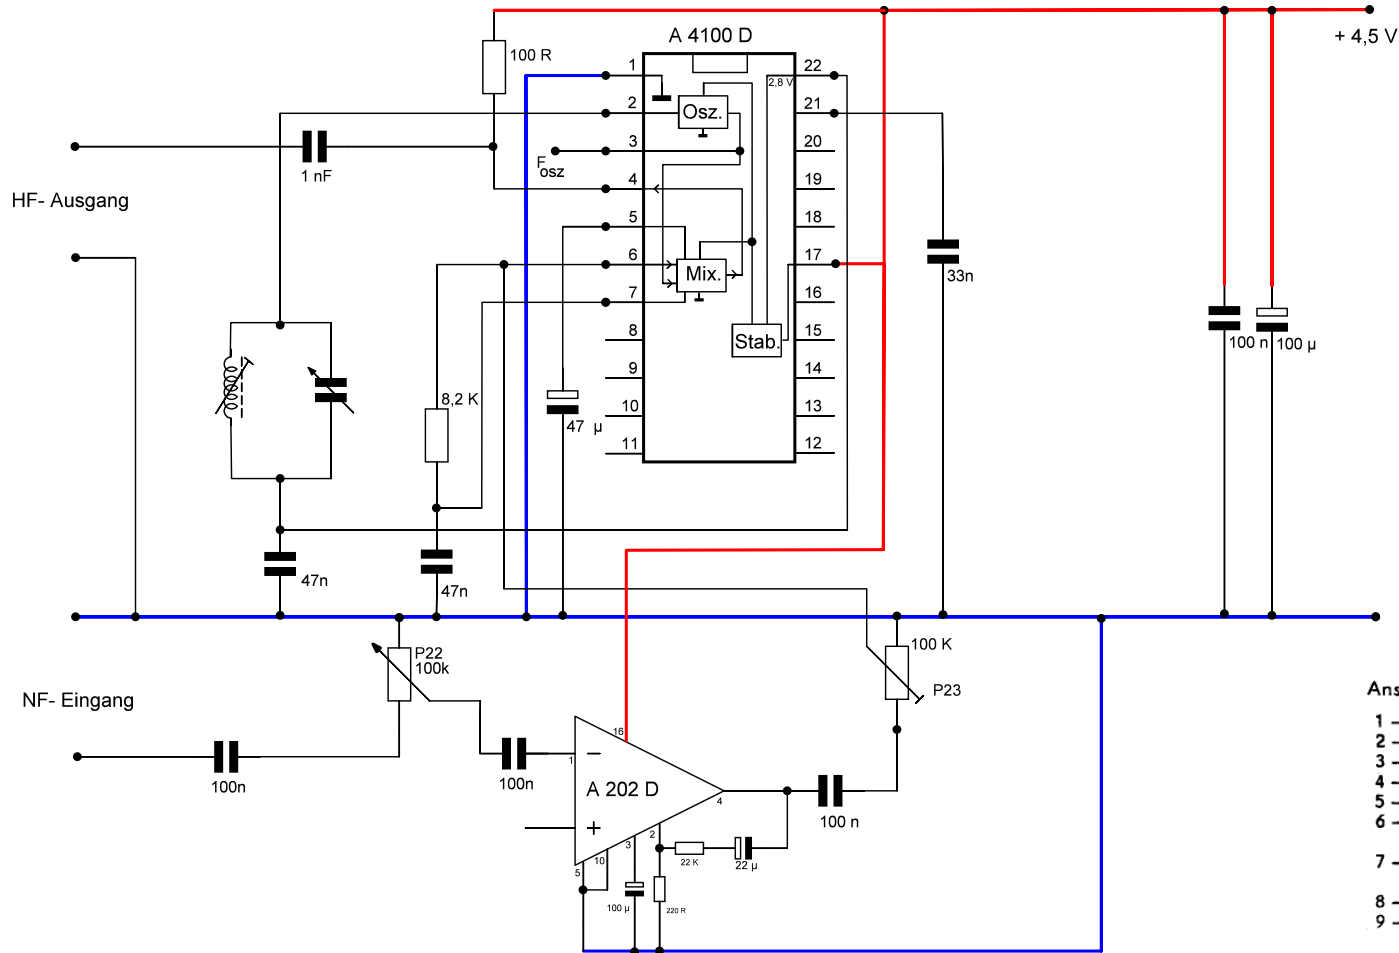 A 4100 D
+ 4,5 V
100 R
1
2
3
4
5
6
7
8
9
10
11
22
21
20
19
18
17
16
15
14
13
12
2,8 V
Osz.
Mix.
Stab.
F osz
1 nF
HF- Ausgang
33n
100 n
100 µ
8,2 K
47 µ
47n
47n
P22
100k
100 K
P23
NF- Eingang
100n
100n
A 202 D
−
+
1
16
4
2
3
10
5
100 n
22 K
22 µ
100 µ
220 R
Ans
1 –
2 –
3 –
4 –
5 –
6 –
7 –
8 –
9 –